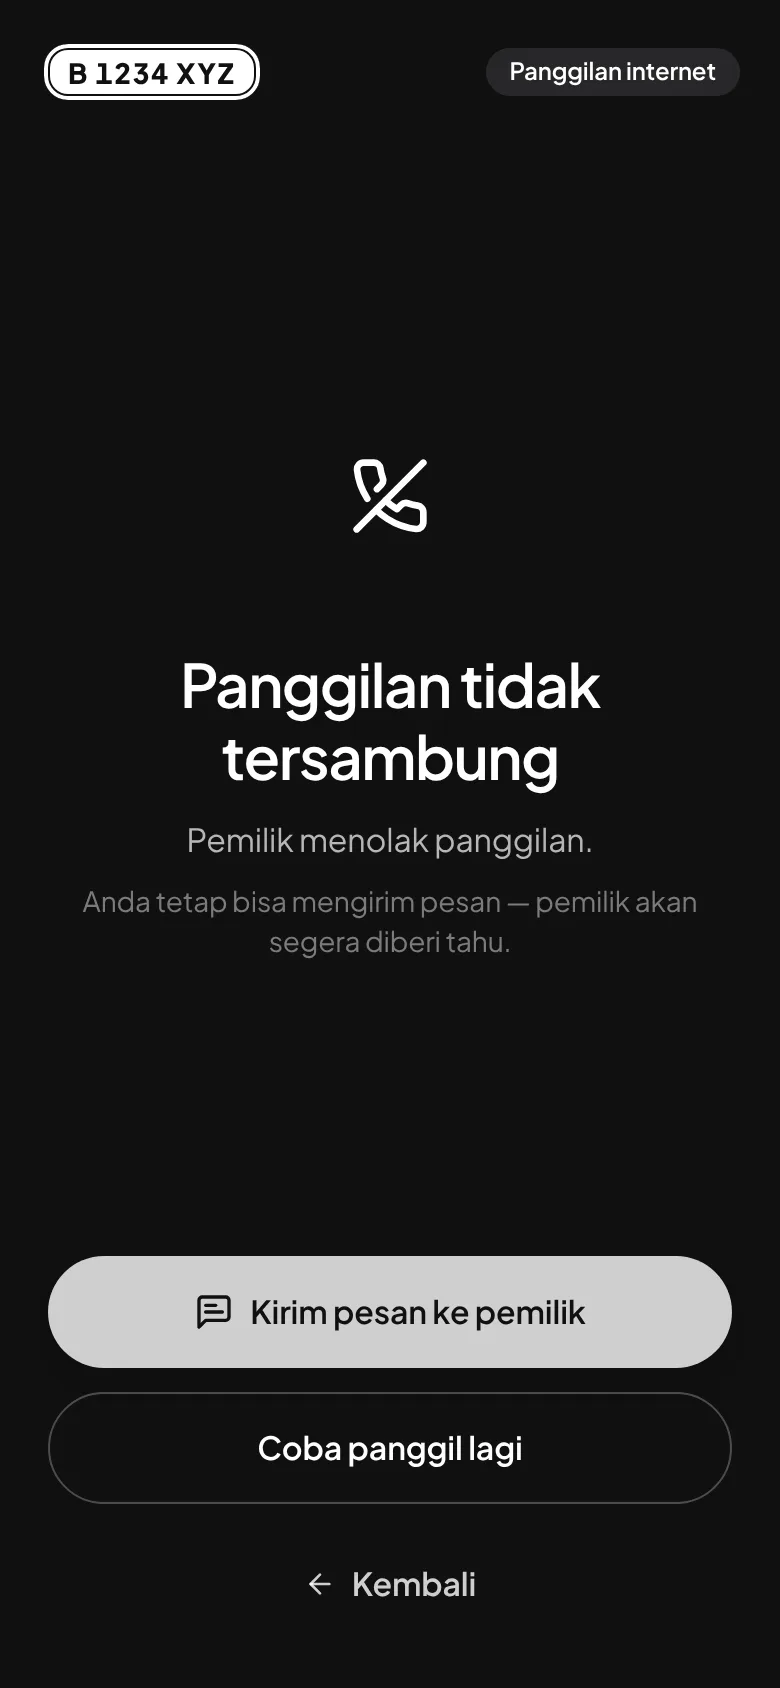 B 1234 XYZ
Panggilan internet
Panggilan tidak
tersambung
Pemilik menolak panggilan.
Anda tetap bisa mengirim pesan — pemilik akan
segera diberi tahu.
Kirim pesan ke pemilik
Coba panggil lagi
Kembali